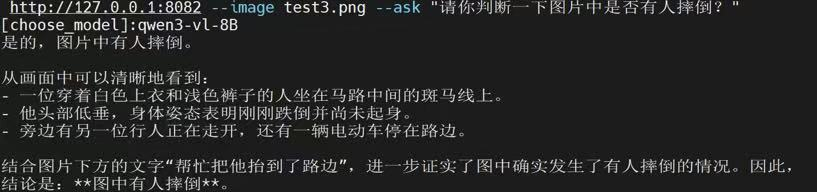 http://127.0.0.1:8082 --image test3.png --ask "请你判断一下图片中是否有人摔倒？"
[choose_model]:qwen3-vl-8B
是的，图片中有人摔倒。
从画面中可以清晰地看到：
- 一位穿着白色上衣和浅色裤子的人坐在马路中间的斑马线上。
- 他头部低垂，身体姿态表明刚刚跌倒并尚未起身。
- 旁边有另一位行人正在走开，还有一辆电动车停在路边。
结合图片下方的文字“帮忙把他抬到了路边”，进一步证实了图中确实发生了有人摔倒的情况。因此，
结论是：**图中有人摔倒**。